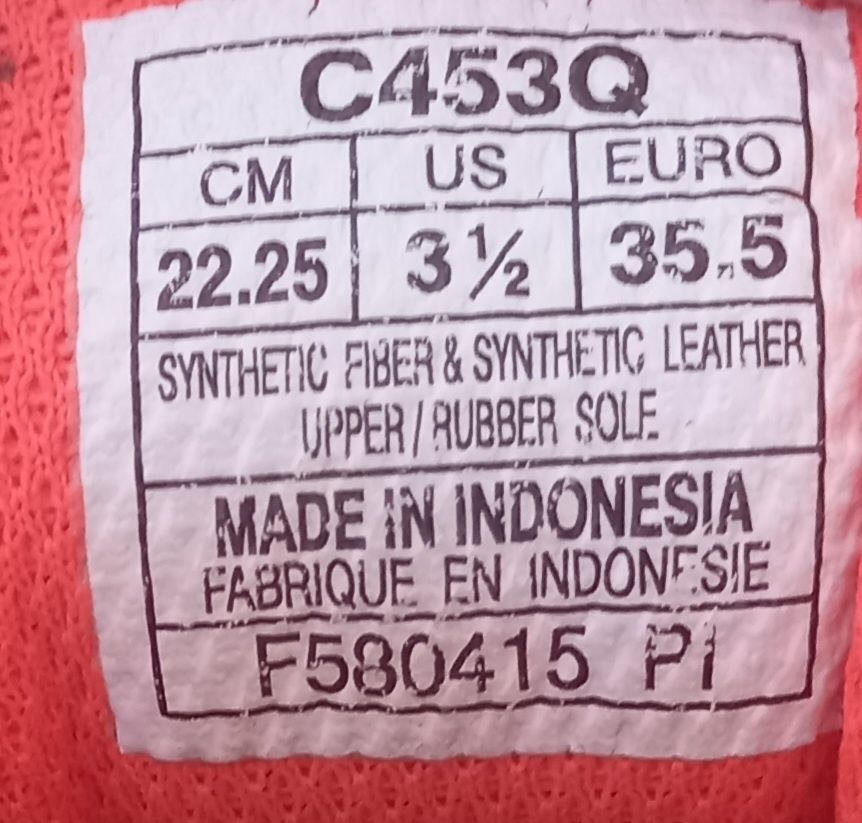 C453Q
CM US EURO
22.25 3 ½ 35.5
SYNTHETIC FIBER & SYNTHETIC LEATHER
UPPER / RUBBER SOLE
MADE IN INDONESIA
FABRIQUE EN INDONESIE
F580415 PI